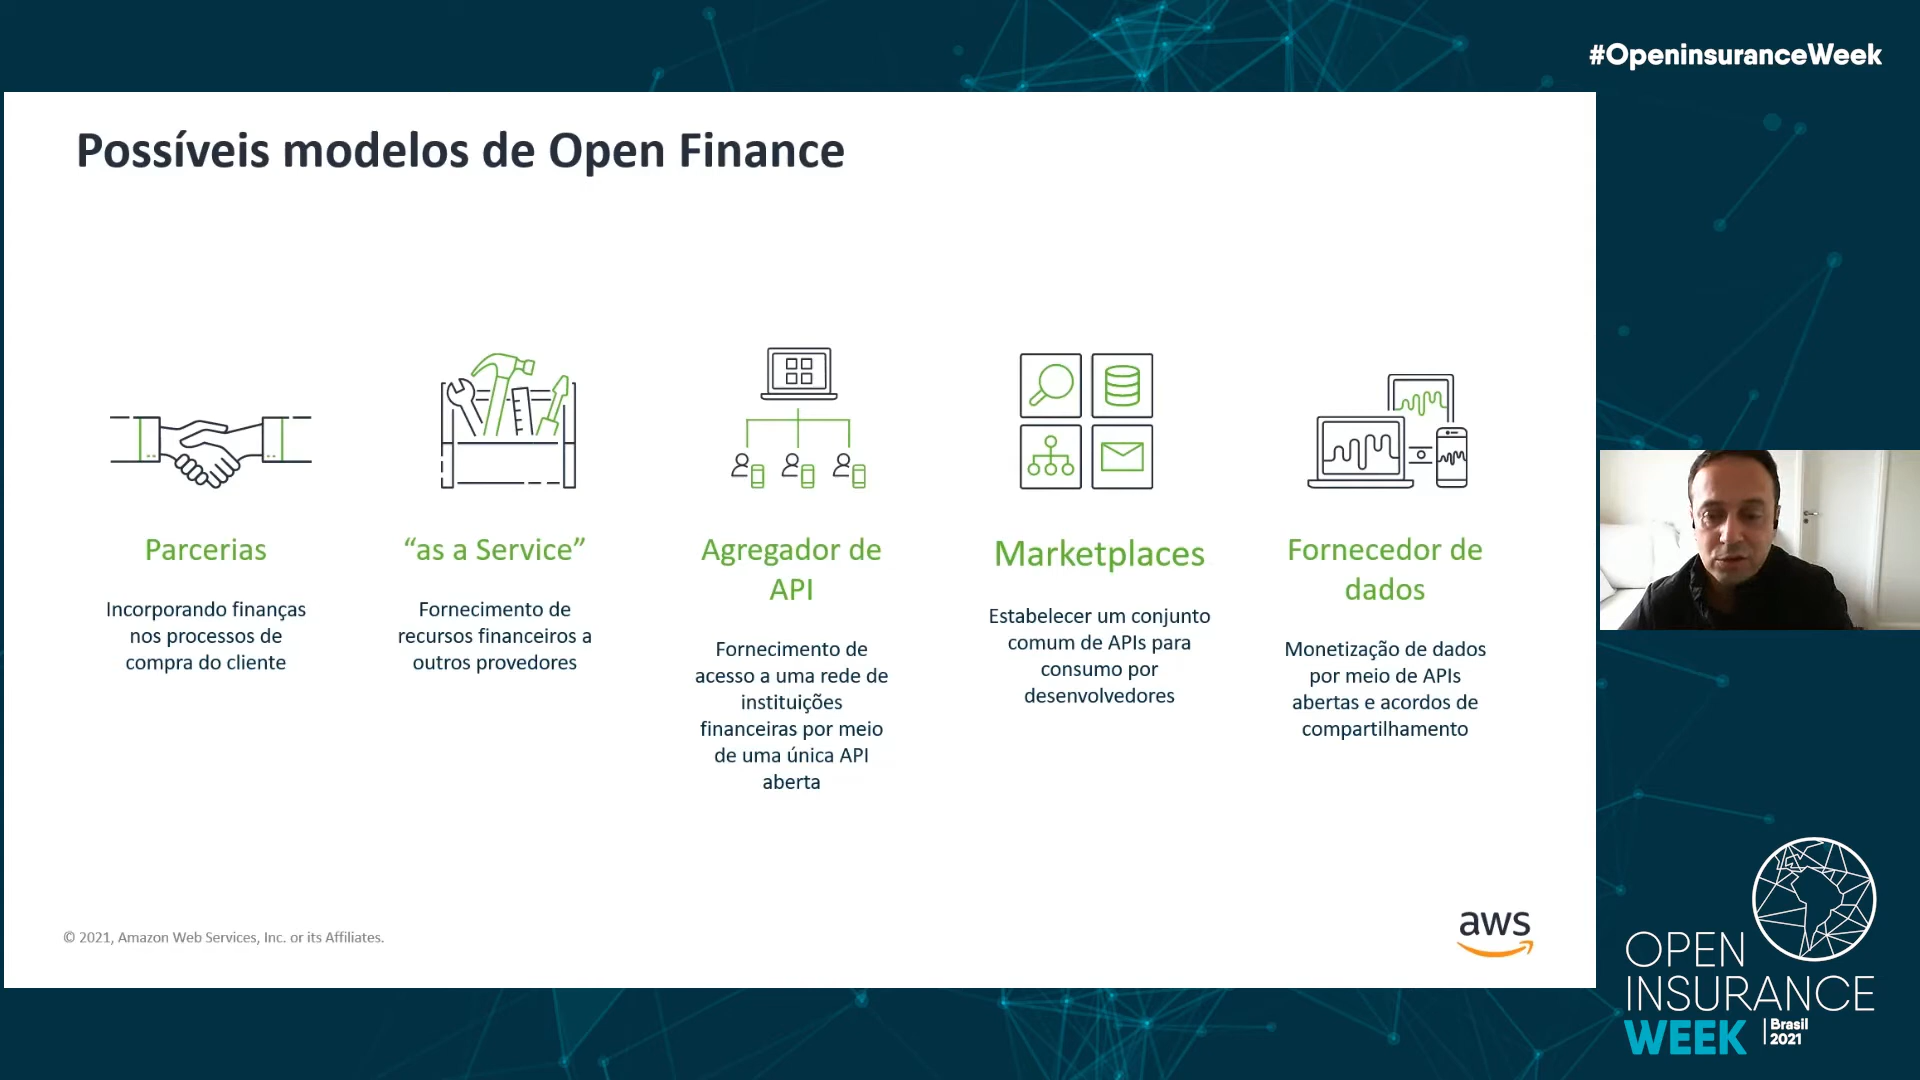 #OpeninsuranceWeek
Possíveis modelos de Open Finance
Parcerias
Incorporando finanças
nos processos de
compra do cliente
“as a Service”
Fornecimento de
recursos financeiros a
outros provedores
Agregador de
API
Fornecimento de
acesso a uma rede de
instituições
financeiras por meio
de uma única API
aberta
Marketplaces
Estabelecer um conjunto
comum de APIs para
consumo por
desenvolvedores
Fornecedor de
dados
Monetização de dados
por meio de APIs
abertas e acordos de
compartilhamento
© 2021, Amazon Web Services, Inc. or its Affiliates.
aws
OPEN
INSURANCE
WEEK
Brasil
2021